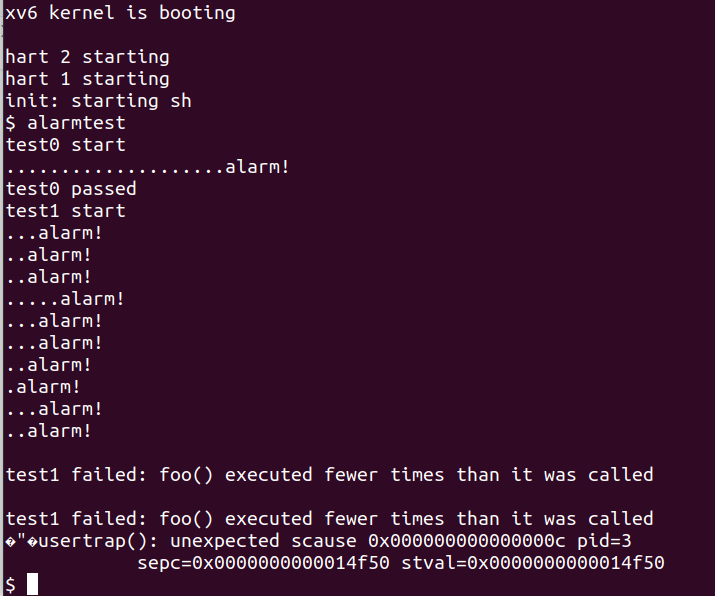 xv6 kernel is booting
hart 2 starting
hart 1 starting
init: starting sh
$ alarmtest
test0 start
....................alarm!
test0 passed
test1 start
...alarm!
..alarm!
..alarm!
.....alarm!
...alarm!
...alarm!
..alarm!
.alarm!
...alarm!
..alarm!
test1 failed: foo() executed fewer times than it was called
test1 failed: foo() executed fewer times than it was called
�"�usertrap(): unexpected scause 0x000000000000000c pid=3
sepc=0x0000000000014f50 stval=0x0000000000014f50
$